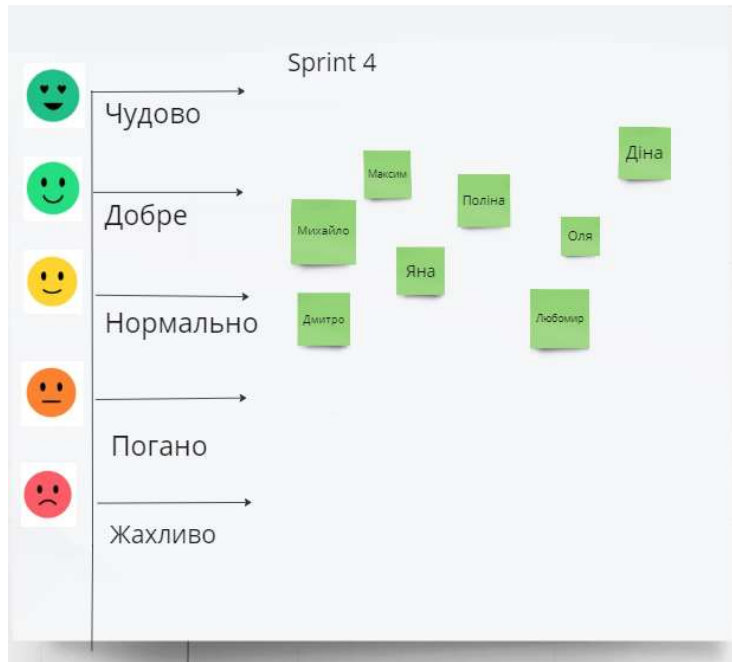 Sprint 4
Чудово
Діна
Максим
Поліна
Добре
Михайло
Оля
Яна
Нормально
Дмитро
Любомир
Погано
Жахливо